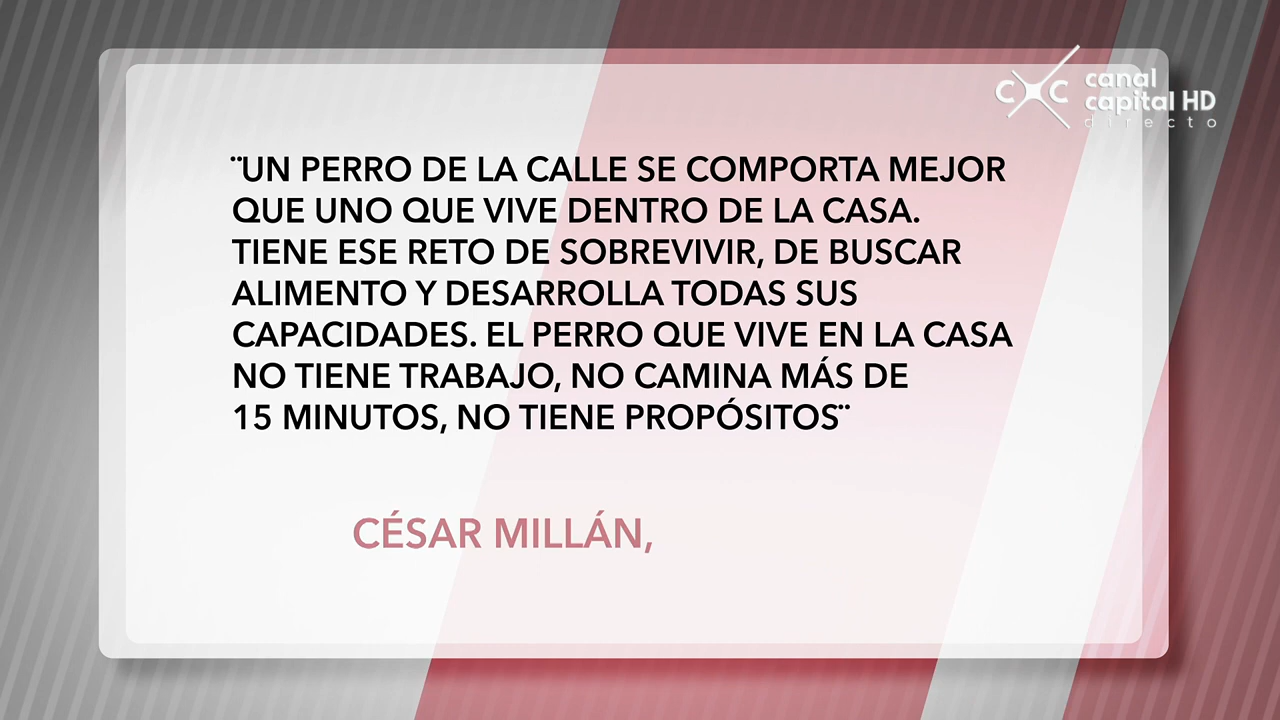 canal
capital HD
directo
¨UN PERRO DE LA CALLE SE COMPORTA MEJOR
QUE UNO QUE VIVE DENTRO DE LA CASA.
TIENE ESE RETO DE SOBREVIVIR, DE BUSCAR
ALIMENTO Y DESARROLLA TODAS SUS
CAPACIDADES. EL PERRO QUE VIVE EN LA CASA
NO TIENE TRABAJO, NO CAMINA MÁS DE
15 MINUTOS, NO TIENE PROPÓSITOS¨
CÉSAR MILLÁN,